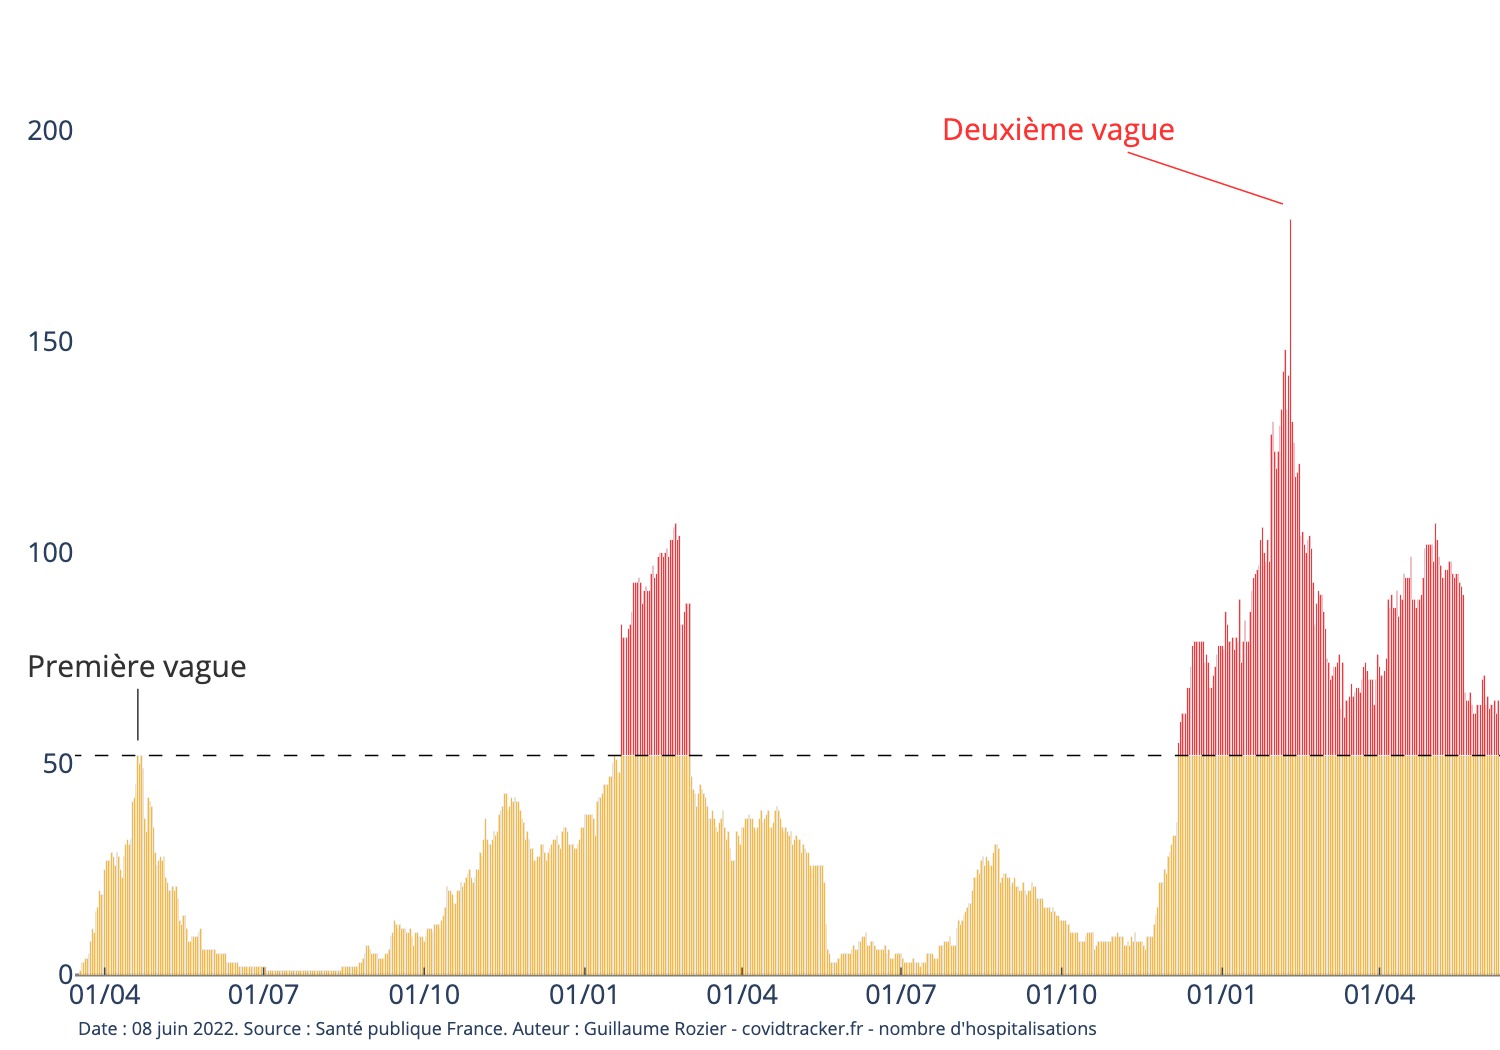 200
Deuxième vague
150
100
Première vague
50
0
01/04 01/07 01/10 01/01 01/04 01/07 01/10 01/01 01/04
Date : 08 juin 2022. Source : Santé publique France. Auteur : Guillaume Rozier - covidtracker.fr - nombre d'hospitalisations